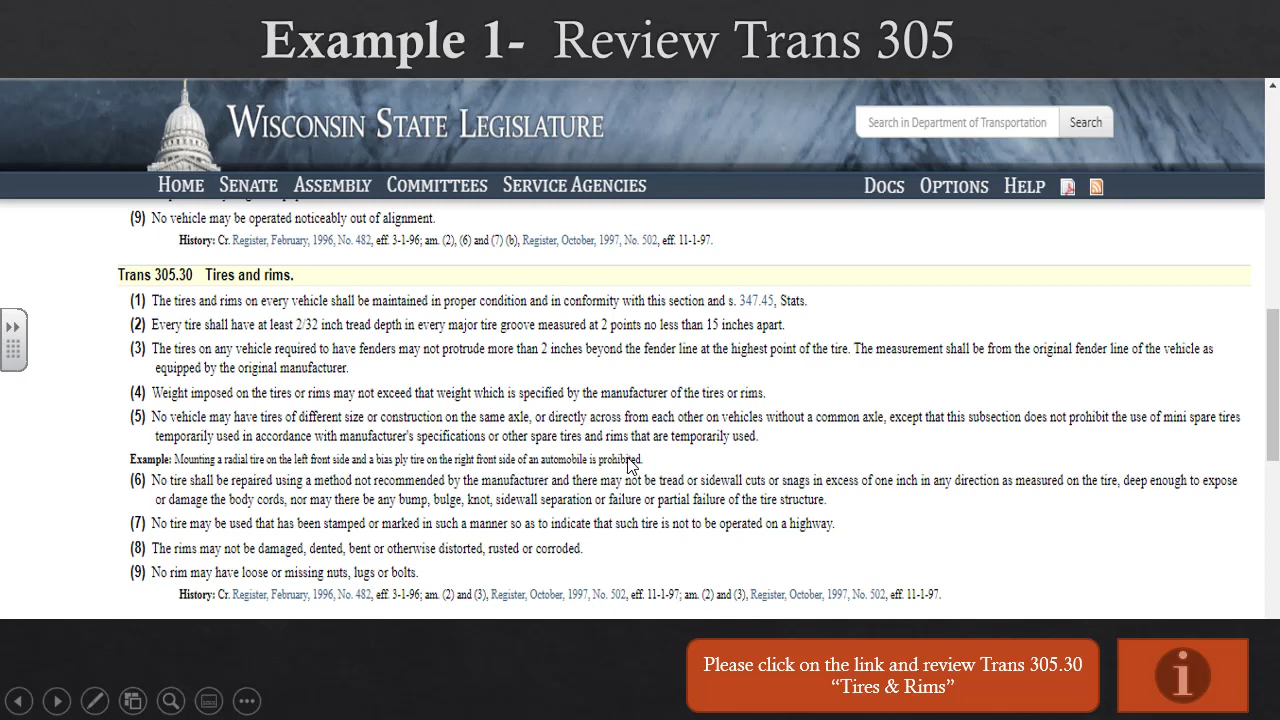 Example 1- Review Trans 305
WISCONSIN STATE LEGISLATURE
Search in Department of Transportation Search
HOME SENATE ASSEMBLY COMMITTEES SERVICE AGENCIES DOCS OPTIONS HELP
(9) No vehicle may be operated noticeably out of alignment.
History: Cr. Register, February, 1996, No. 482, eff. 3-1-96; am. (2), (6) and (7) (b), Register, October, 1997, No. 502, eff. 11-1-97.
Trans 305.30 Tires and rims.
(1) The tires and rims on every vehicle shall be maintained in proper condition and in conformity with this section and s. 347.45, Stats.
(2) Every tire shall have at least 2/32 inch tread depth in every major tire groove measured at 2 points no less than 15 inches apart.
(3) The tires on any vehicle required to have fenders may not protrude more than 2 inches beyond the fender line at the highest point of the tire. The measurement shall be from the original fender line of the vehicle as
equipped by the original manufacturer.
(4) Weight imposed on the tires or rims may not exceed that weight which is specified by the manufacturer of the tires or rims.
(5) No vehicle may have tires of different size or construction on the same axle, or directly across from each other on vehicles without a common axle, except that this subsection does not prohibit the use of mini spare tires
temporarily used in accordance with manufacturer's specifications or other spare tires and rims that are temporarily used.
Example: Mounting a radial tire on the left front side and a bias ply tire on the right front side of an automobile is prohibited.
(6) No tire shall be repaired using a method not recommended by the manufacturer and there may not be tread or sidewall cuts or snags in excess of one inch in any direction as measured on the tire, deep enough to expose
or damage the body cords, nor may there be any bump, bulge, knot, sidewall separation or failure or partial failure of the tire structure.
(7) No tire may be used that has been stamped or marked in such a manner so as to indicate that such tire is not to be operated on a highway.
(8) The rims may not be damaged, dented, bent or otherwise distorted, rusted or corroded.
(9) No rim may have loose or missing nuts, lugs or bolts.
History: Cr. Register, February, 1996, No. 482, eff. 3-1-96; am. (2) and (3), Register, October, 1997, No. 502, eff. 11-1-97; am. (2) and (3), Register, October, 1997, No. 502, eff. 11-1-97.
Please click on the link and review Trans 305.30
"Tires & Rims"
i